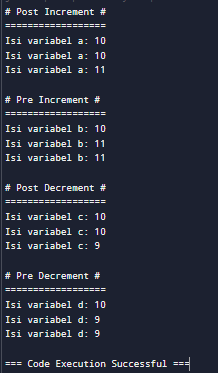 # Post Increment #
==================
Isi variabel a: 10
Isi variabel a: 10
Isi variabel a: 11

# Pre Increment #
==================
Isi variabel b: 10
Isi variabel b: 11
Isi variabel b: 11

# Post Decrement #
==================
Isi variabel c: 10
Isi variabel c: 10
Isi variabel c: 9

# Pre Decrement #
==================
Isi variabel d: 10
Isi variabel d: 9
Isi variabel d: 9

=== Code Execution Successful ===